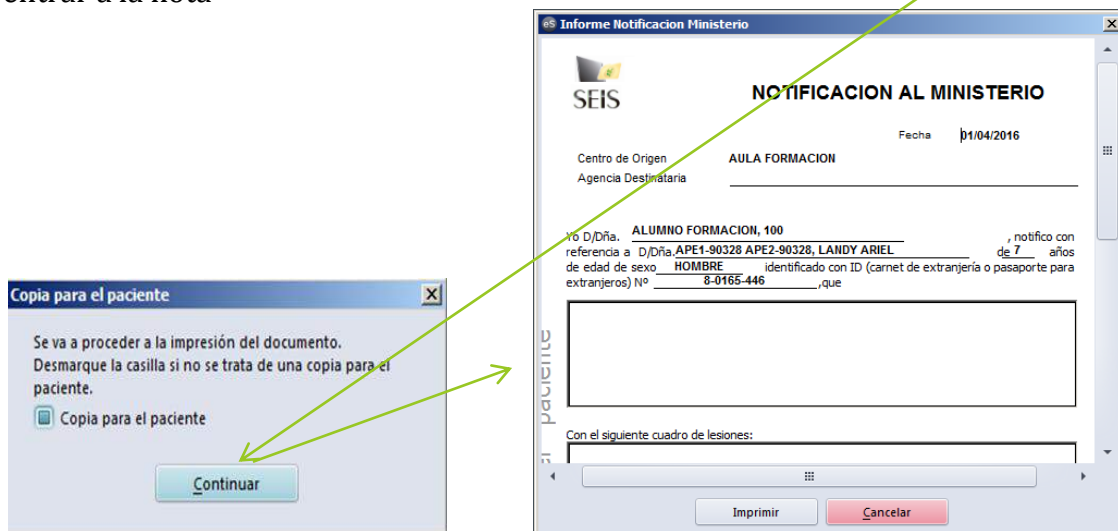 entrar a la nota
Informe Notificacion Ministerio
SEIS
NOTIFICACION AL MINISTERIO
Fecha 01/04/2016
Centro de Origen AULA FORMACION
Agencia Destinataria
Yo D/Dña. ALUMNO FORMACION, 100 , notifico con
referencia a D/Dña. APE1-90328 APE2-90328, LANDY ARIEL de 7 años
de edad de sexo HOMBRE identificado con ID (carnet de extranjería o pasaporte para
extranjeros) Nº 8-0165-446 ,que
paciente
Con el siguiente cuadro de lesiones:
Imprimir Cancelar
Copia para el paciente
Se va a proceder a la impresión del documento.
Desmarque la casilla si no se trata de una copia para el
paciente.
Copia para el paciente
Continuar